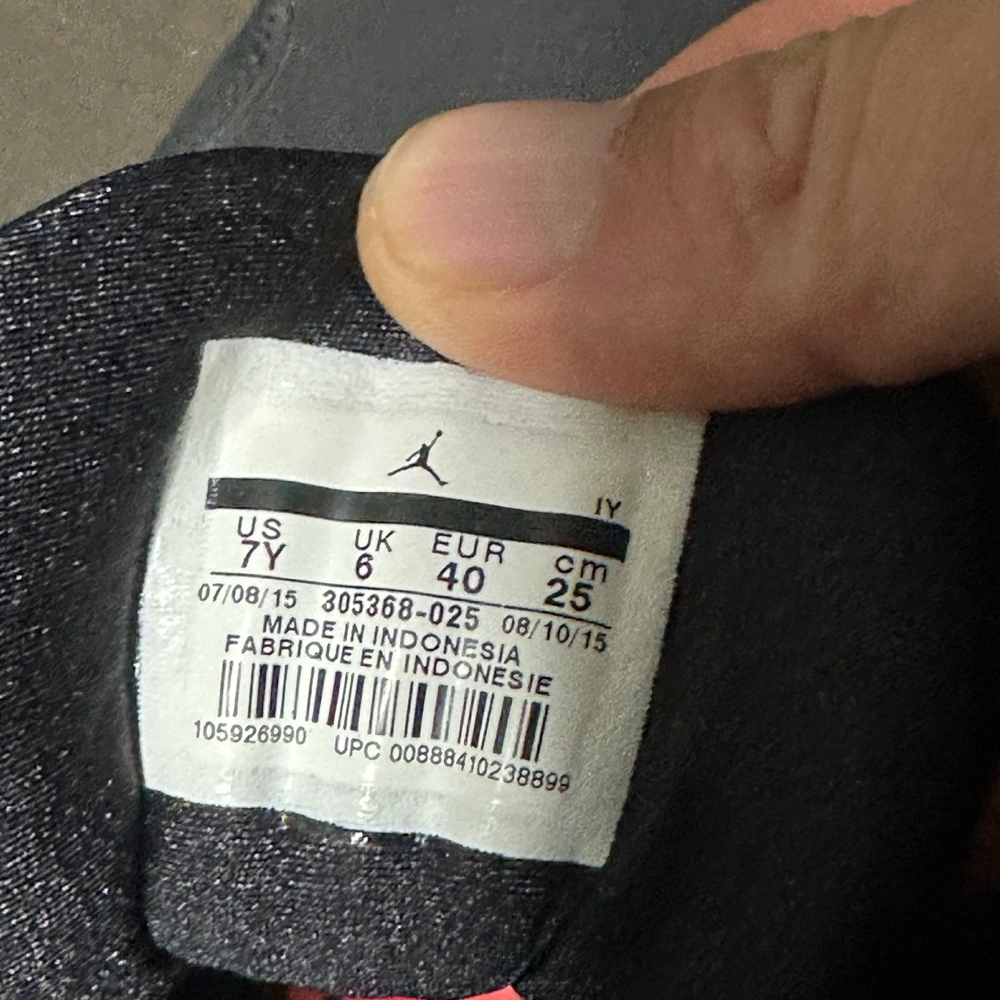 IY
US UK EUR cm
7Y 6 40 25
07/08/15 305368-025 08/10/15
MADE IN INDONESIA
FABRIQUE EN INDONESIE
105926990 UPC 00888410238899